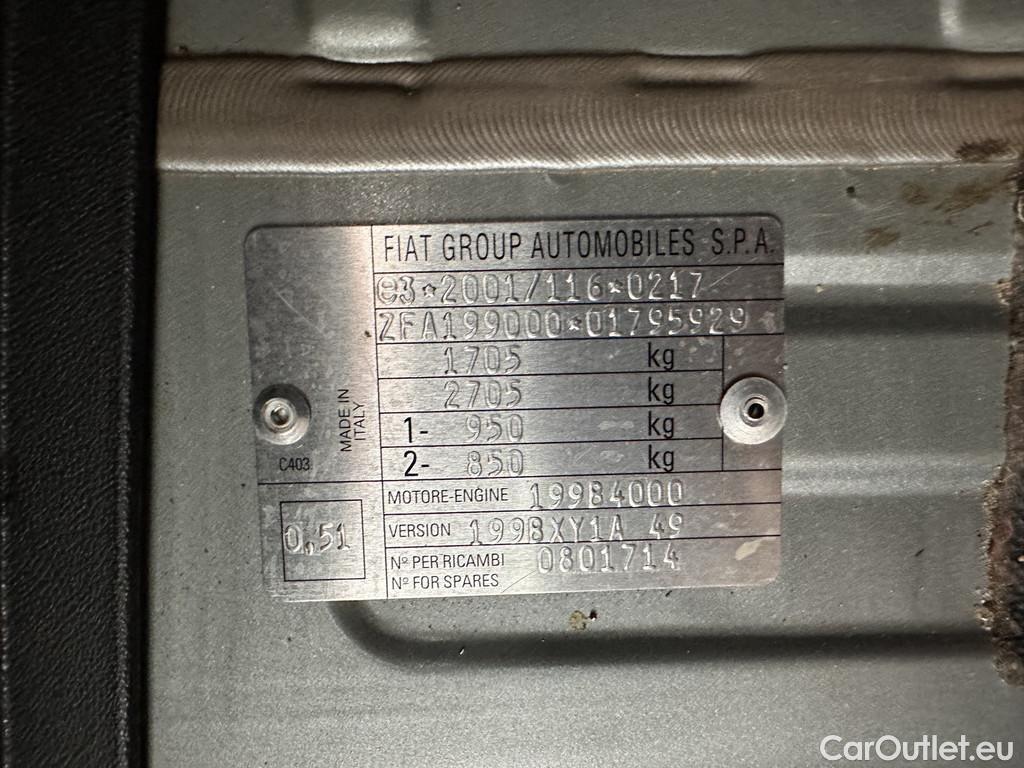 FIAT GROUP AUTOMOBILES S.P.A.
e3*2001/116*0217
ZFA199000*01795929
1705 kg
2705 kg
1- 950 kg
2- 850 kg
MADE IN
ITALY
C403
MOTORE-ENGINE 199B4000
0,51
VERSION 199BXY1A 49
Nº PER RICAMBI 0801714
Nº FOR SPARES
CarOutlet.eu